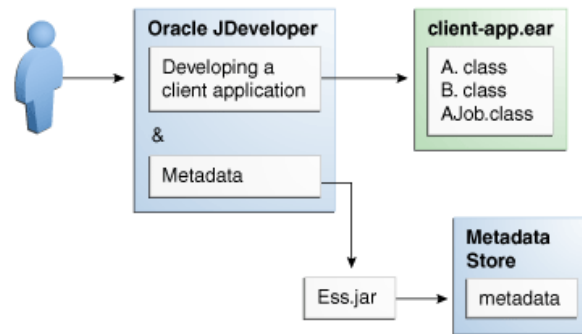 Oracle JDeveloper
Developing a
client application
&
Metadata
client-app.ear
A. class
B. class
AJob.class
Ess.jar
Metadata
Store
metadata